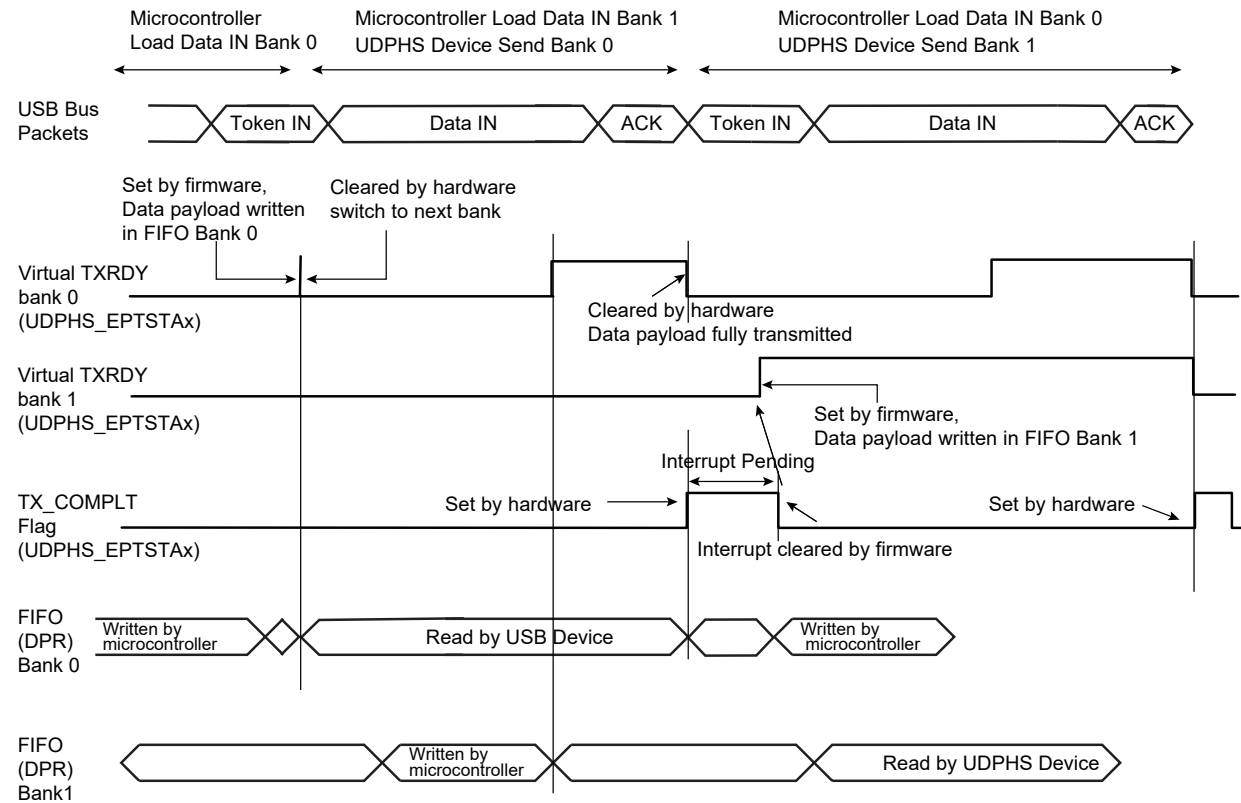 Microcontroller
Load Data IN Bank 0
Microcontroller Load Data IN Bank 1
UDPHS Device Send Bank 0
Microcontroller Load Data IN Bank 0
UDPHS Device Send Bank 1
USB Bus
Packets
Token IN
Data IN
ACK
Token IN
Data IN
ACK
Set by firmware,
Data payload written
in FIFO Bank 0
Cleared by hardware
switch to next bank
Virtual TXRDY
bank 0
(UDPHS_EPTSTAx)
Cleared by hardware
Data payload fully transmitted
Virtual TXRDY
bank 1
(UDPHS_EPTSTAx)
Set by firmware,
Data payload written in FIFO Bank 1
Interrupt Pending
TX_COMPLT
Flag
(UDPHS_EPTSTAx)
Set by hardware
Set by hardware
Interrupt cleared by firmware
FIFO
(DPR)
Bank 0
Written by
microcontroller
Read by USB Device
Written by
microcontroller
FIFO
(DPR)
Bank1
Written by
microcontroller
Read by UDPHS Device